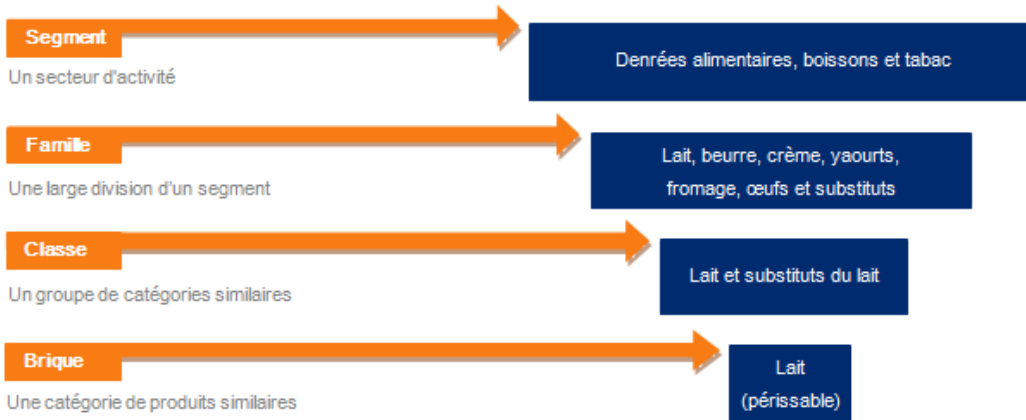 Segment
Denrées alimentaires, boissons et tabac
Un secteur d'activité
Famille
Lait, beurre, crème, yaourts,
fromage, œufs et substituts
Une large division d'un segment
Classe
Lait et substituts du lait
Un groupe de catégories similaires
Brique
Lait
(périssable)
Une catégorie de produits similaires